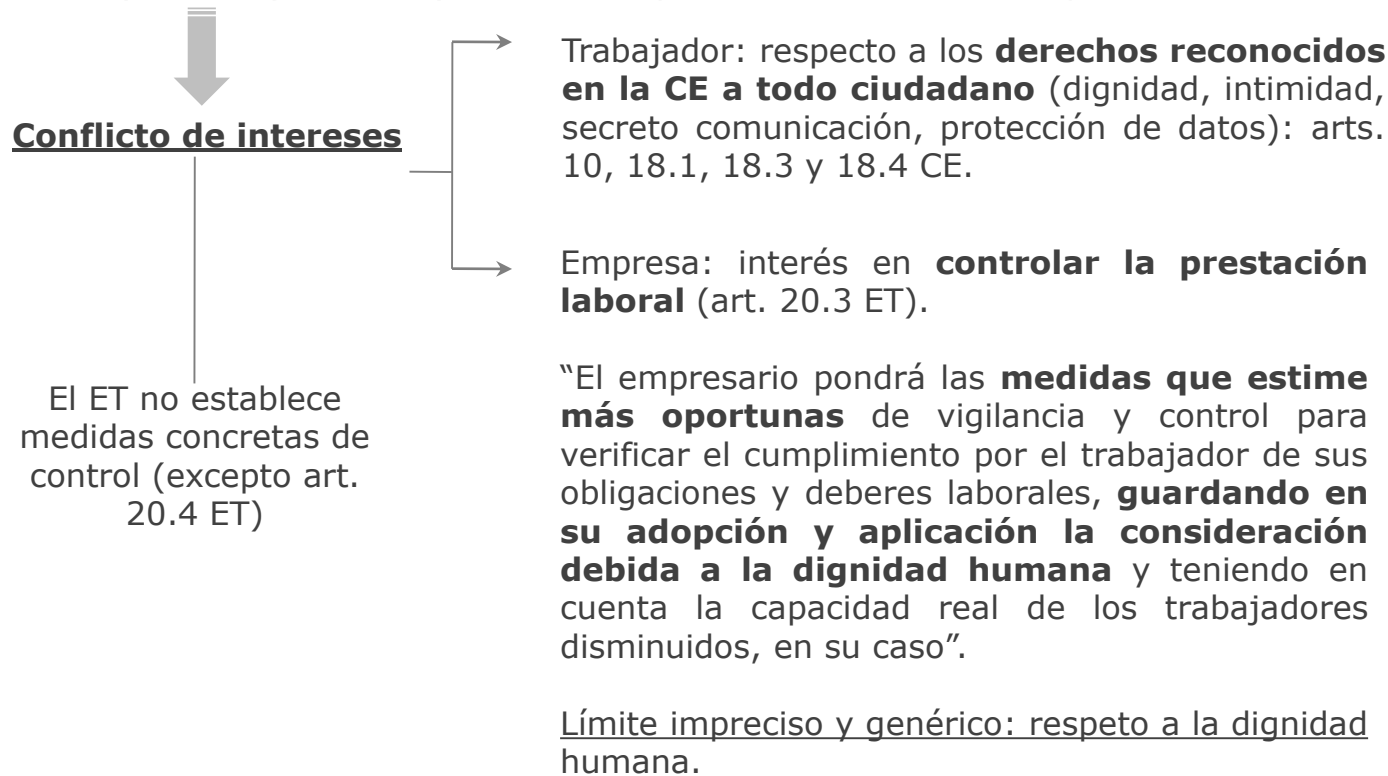 Conflicto de intereses
Trabajador: respecto a los derechos reconocidos
en la CE a todo ciudadano (dignidad, intimidad,
secreto comunicación, protección de datos): arts.
10, 18.1, 18.3 y 18.4 CE.
Empresa: interés en controlar la prestación
laboral (art. 20.3 ET).
El ET no establece
medidas concretas de
control (excepto art.
20.4 ET)
“El empresario pondrá las medidas que estime
más oportunas de vigilancia y control para
verificar el cumplimiento por el trabajador de sus
obligaciones y deberes laborales, guardando en
su adopción y aplicación la consideración
debida a la dignidad humana y teniendo en
cuenta la capacidad real de los trabajadores
disminuidos, en su caso”.
Límite impreciso y genérico: respeto a la dignidad
humana.